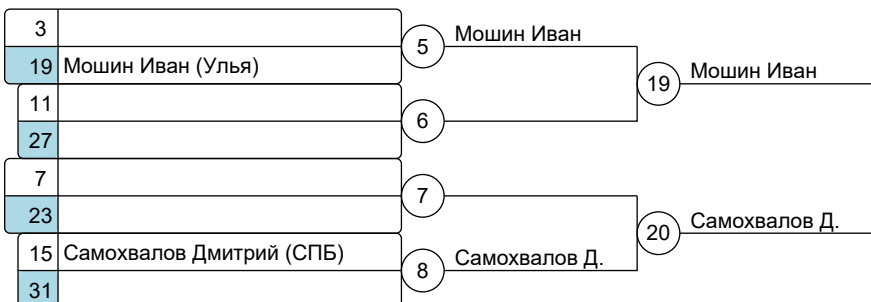 3
5 Мошин Иван
19 Мошин Иван (Улья)
19 Мошин Иван
11
6
27
7
7
23
20 Самохвалов Д.
15 Самохвалов Дмитрий (СПБ)
8 Самохвалов Д.
31